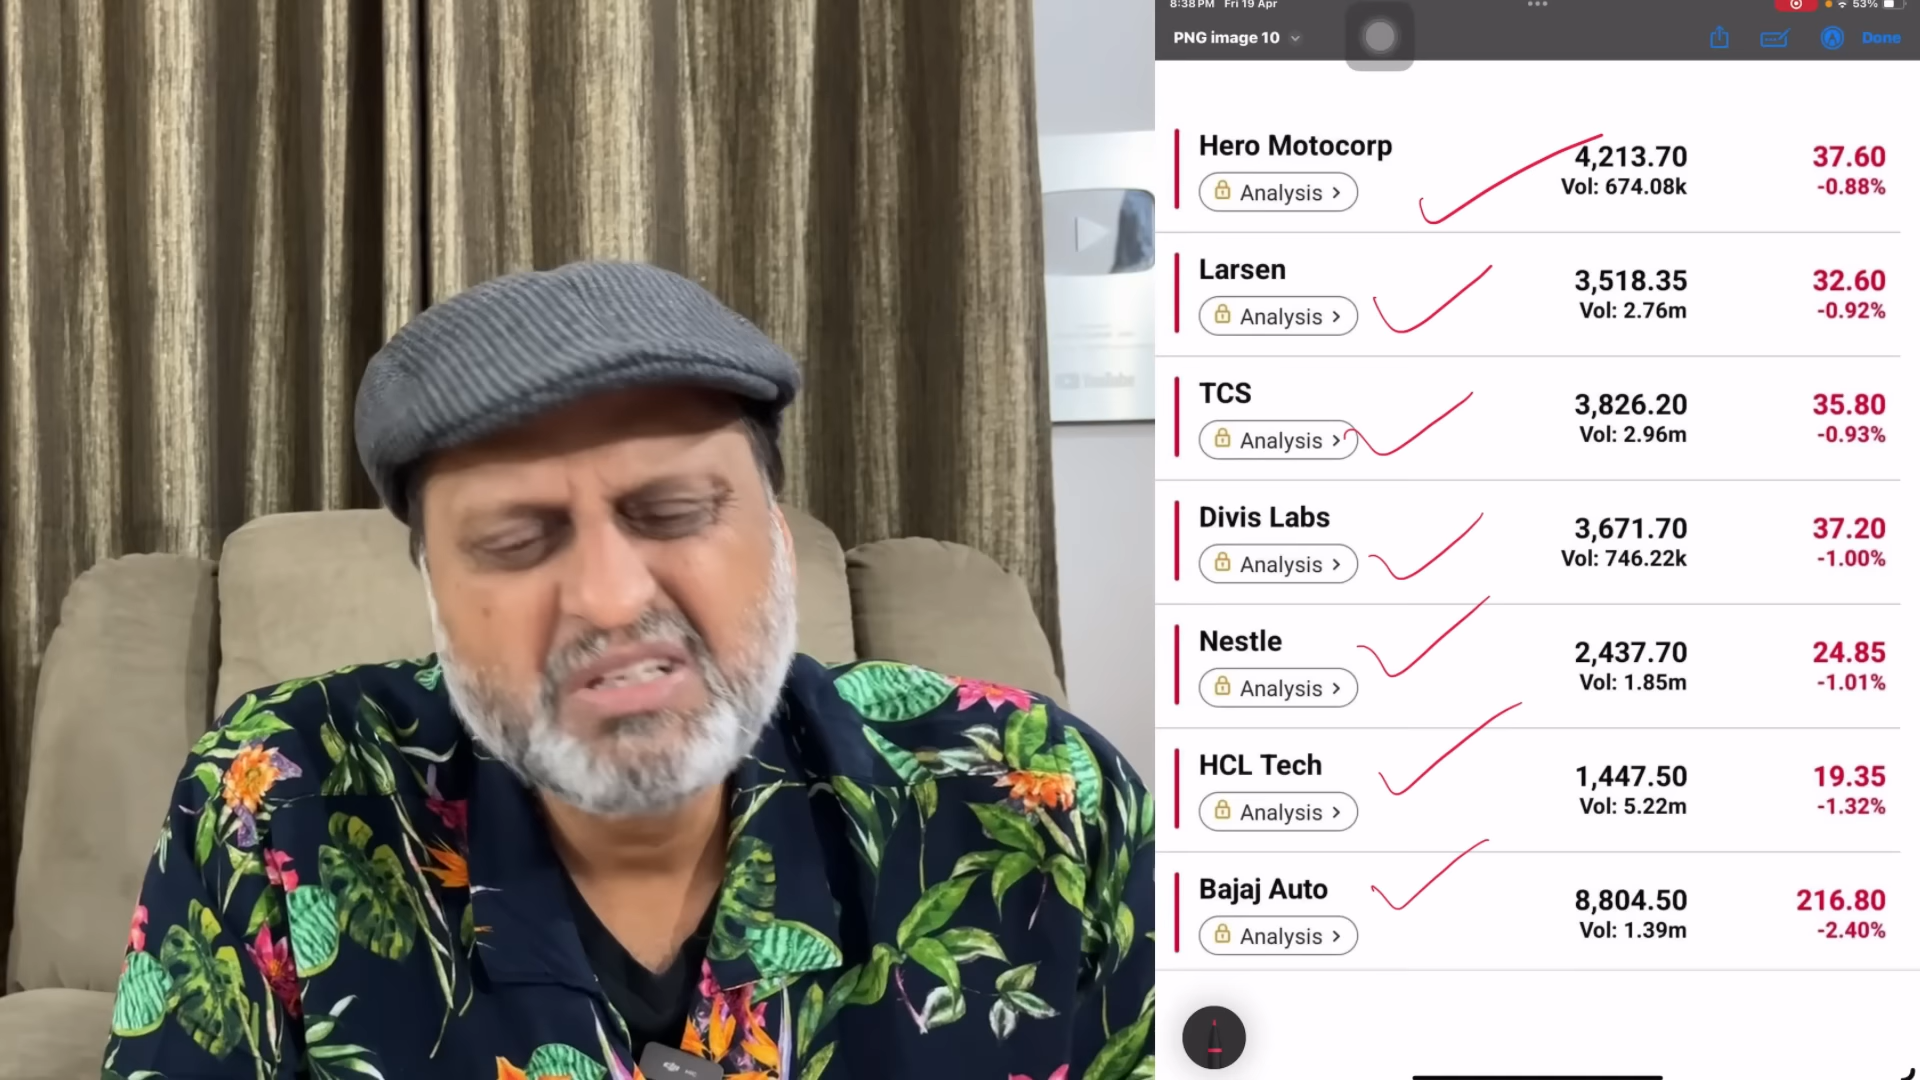 8:38PM Fri 19 Apr
53%
PNG image 10
Done
Hero Motocorp
Analysis
4,213.70
Vol: 674.08k
37.60
-0.88%
Larsen
Analysis
3,518.35
Vol: 2.76m
32.60
-0.92%
TCS
Analysis
3,826.20
Vol: 2.96m
35.80
-0.93%
Divis Labs
Analysis
3,671.70
Vol: 746.22k
37.20
-1.00%
Nestle
Analysis
2,437.70
Vol: 1.85m
24.85
-1.01%
HCL Tech
Analysis
1,447.50
Vol: 5.22m
19.35
-1.32%
Bajaj Auto
Analysis
8,804.50
Vol: 1.39m
216.80
-2.40%
YouTube